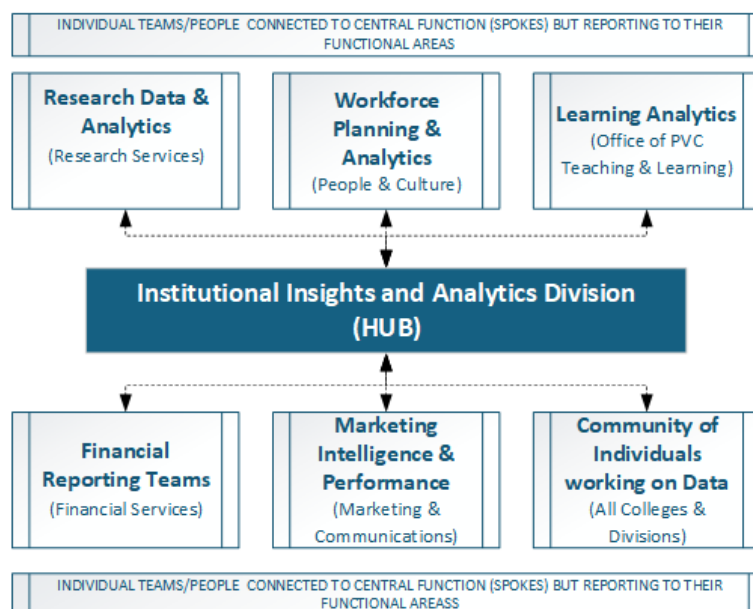 INDIVIDUAL TEAMS/PEOPLE CONNECTED TO CENTRAL FUNCTION (SPOKES) BUT REPORTING TO THEIR
FUNCTIONAL AREAS
Research Data &
Analytics
(Research Services)
Workforce
Planning &
Analytics
(People & Culture)
Learning Analytics
(Office of PVC
Teaching & Learning)
Institutional Insights and Analytics Division
(HUB)
Financial
Reporting Teams
(Financial Services)
Marketing
Intelligence &
Performance
(Marketing &
Communications)
Community of
Individuals
working on Data
(All Colleges &
Divisions)
INDIVIDUAL TEAMS/PEOPLE CONNECTED TO CENTRAL FUNCTION (SPOKES) BUT REPORTING TO THEIR
FUNCTIONAL AREASS